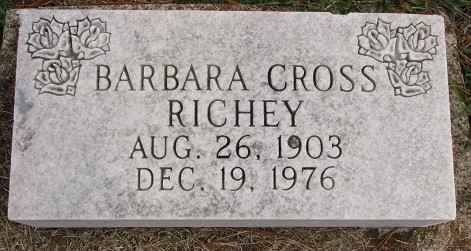 BARBARA CROSS
RICHEY
AUG. 26, 1903
DEC. 19, 1976